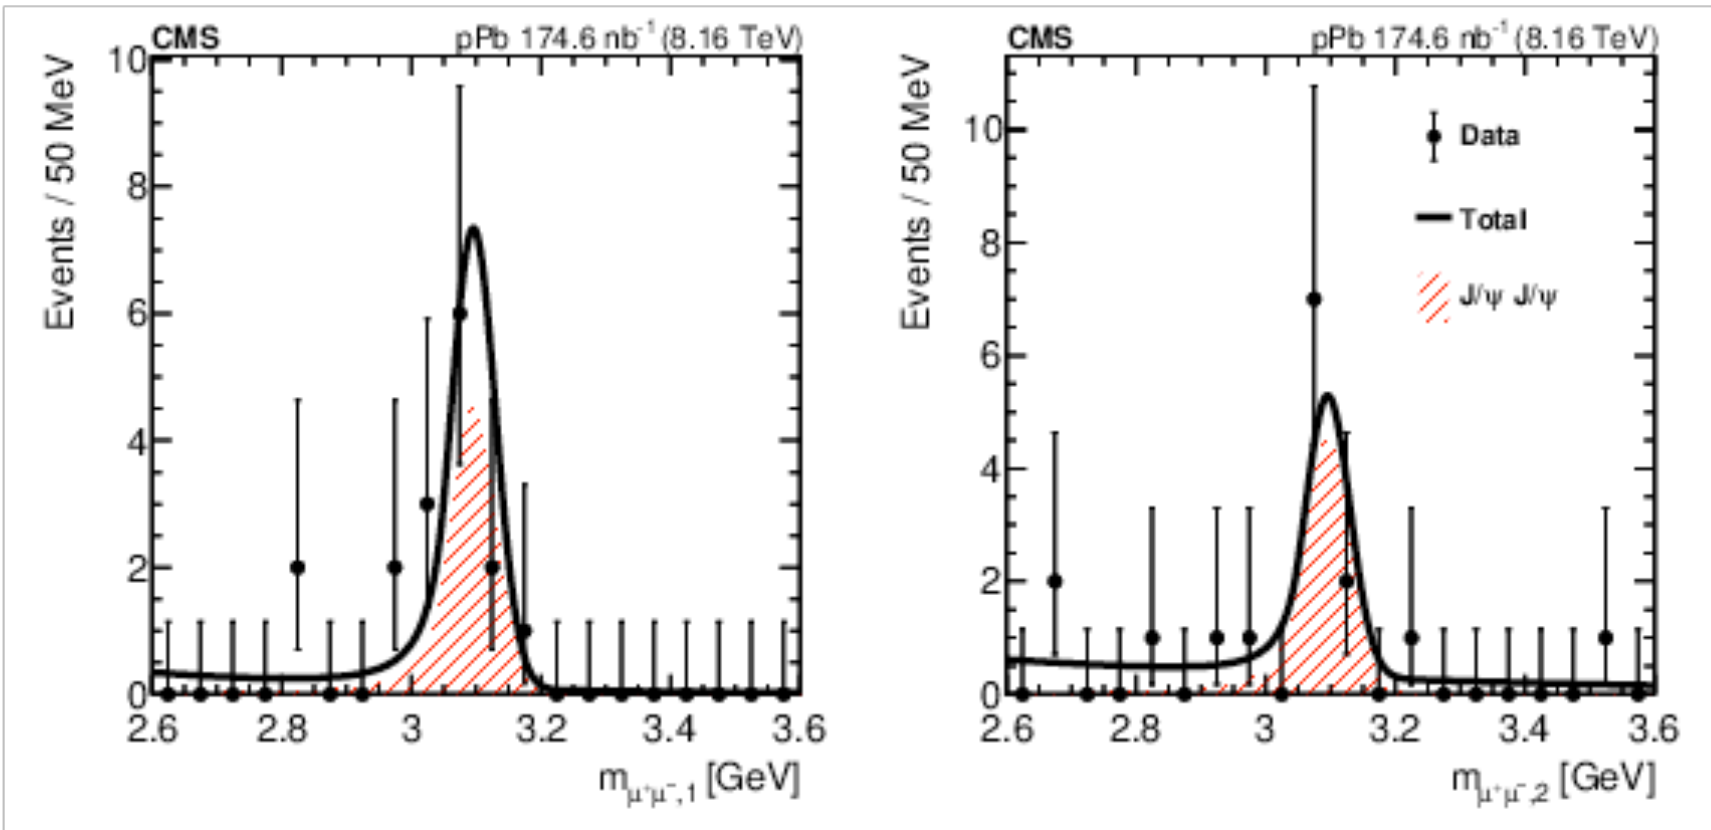 CMS pPb 174.6 nb⁻¹ (8.16 TeV)
Events / 50 MeV
10
8
6
4
2
0
2.6 2.8 3 3.2 3.4 3.6
m_μ⁺μ⁻,1 [GeV]
CMS pPb 174.6 nb⁻¹ (8.16 TeV)
Events / 50 MeV
10
8
6
4
2
0
Data
Total
J/ψ J/ψ
2.6 2.8 3 3.2 3.4 3.6
m_μ⁺μ⁻,2 [GeV]